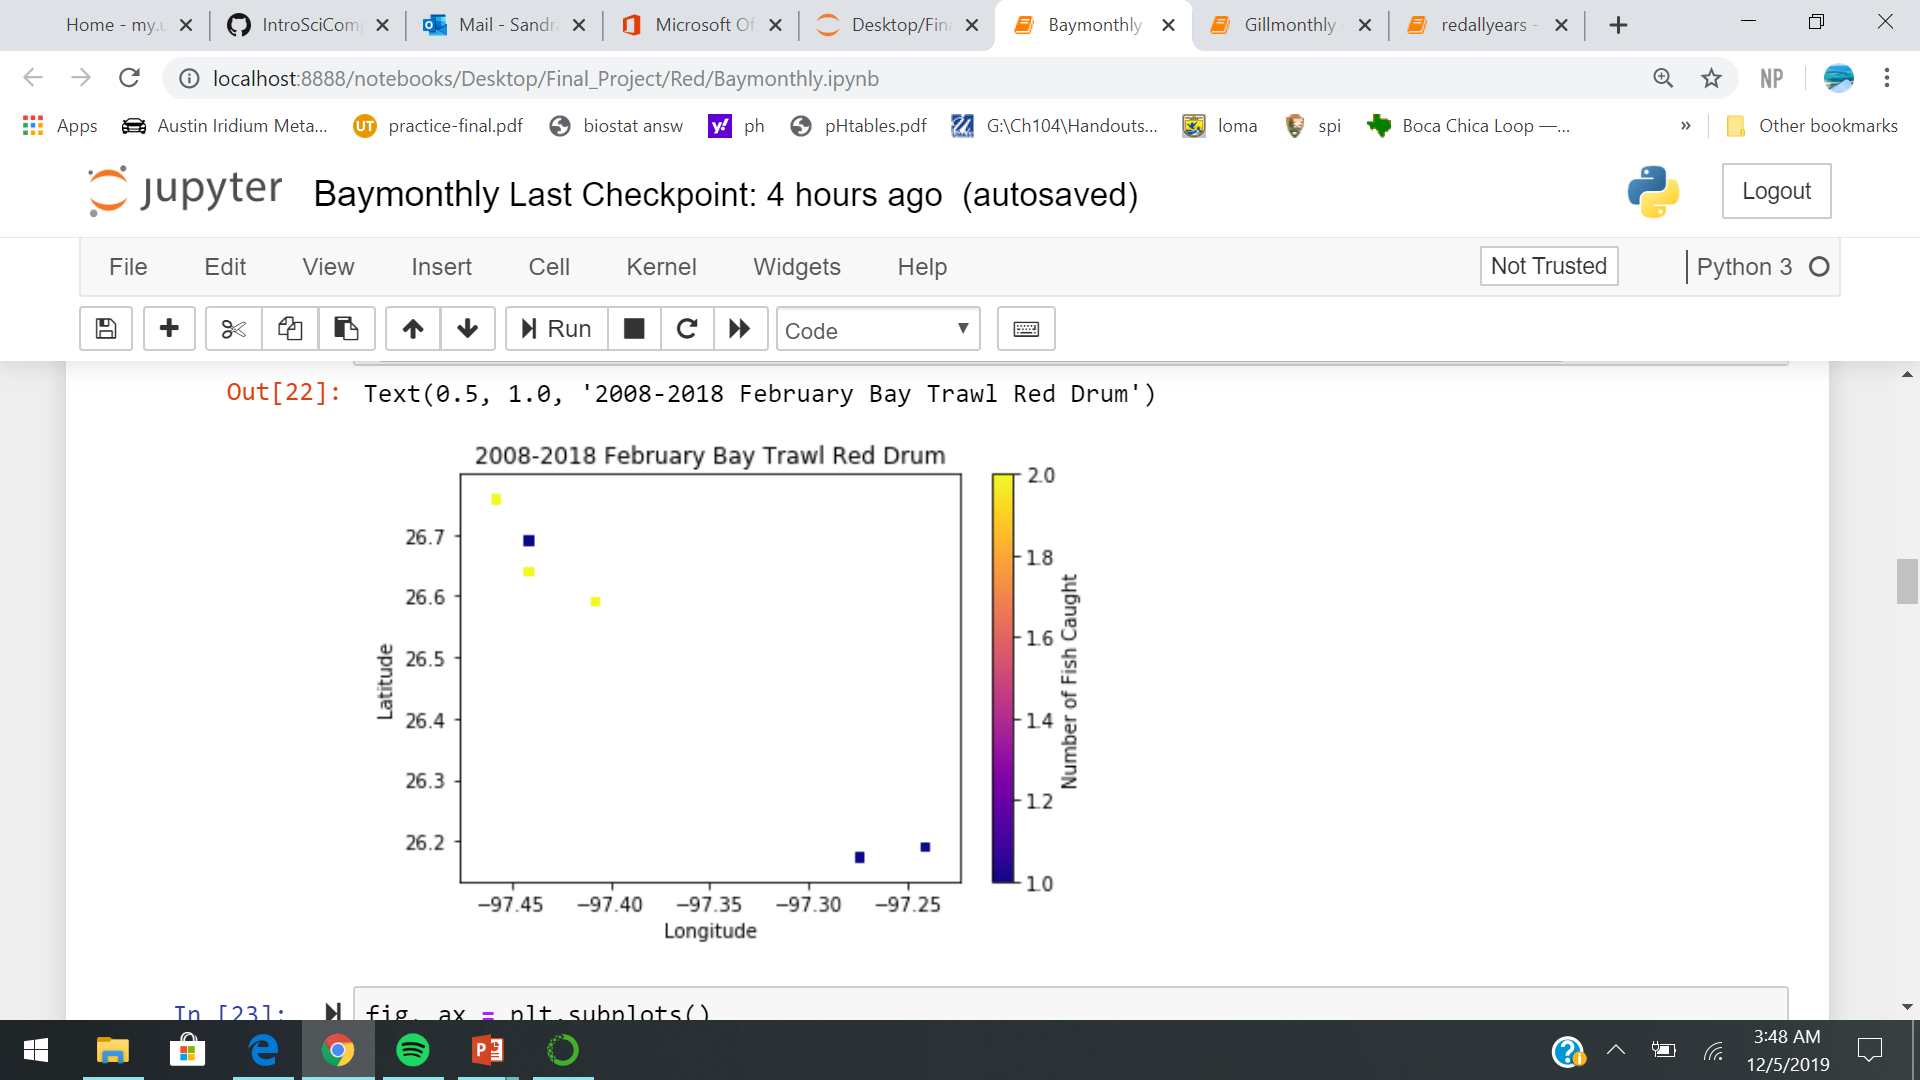 Home - my.u
IntroSciCom
Mail - Sandr
Microsoft Of
Desktop/Fin
Baymonthly
Gillmonthly -
redallyears -
localhost:8888/notebooks/Desktop/Final_Project/Red/Baymonthly.ipynb
NP
Apps
Austin Iridium Meta...
UT
practice-final.pdf
biostat answ
y!
ph
pHtables.pdf
G:\Ch104\Handouts...
loma
spi
Boca Chica Loop —...
»
Other bookmarks
jupyter
Baymonthly Last Checkpoint: 4 hours ago (autosaved)
Logout
File Edit View Insert Cell Kernel Widgets Help
Not Trusted
Python 3
Run
Code
Out[22]: Text(0.5, 1.0, '2008-2018 February Bay Trawl Red Drum')
2008-2018 February Bay Trawl Red Drum
Latitude
26.7
26.6
26.5
26.4
26.3
26.2
−97.45 −97.40 −97.35 −97.30 −97.25
Longitude
2.0
1.8
1.6
1.4
1.2
1.0
Number of Fish Caught
In [23]: fig, ax = plt.subplots()
3:48 AM
12/5/2019